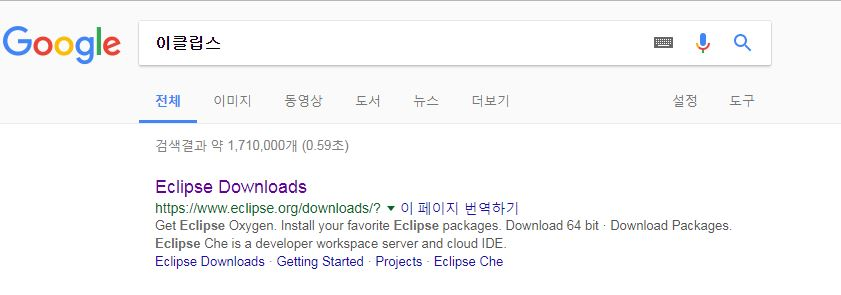 Google 이클립스
전체 이미지 동영상 도서 뉴스 더보기 설정 도구
검색결과 약 1,710,000개 (0.59초)
Eclipse Downloads
https://www.eclipse.org/downloads/? 이 페이지 번역하기
Get Eclipse Oxygen. Install your favorite Eclipse packages. Download 64 bit · Download Packages.
Eclipse Che is a developer workspace server and cloud IDE.
Eclipse Downloads · Getting Started · Projects · Eclipse Che